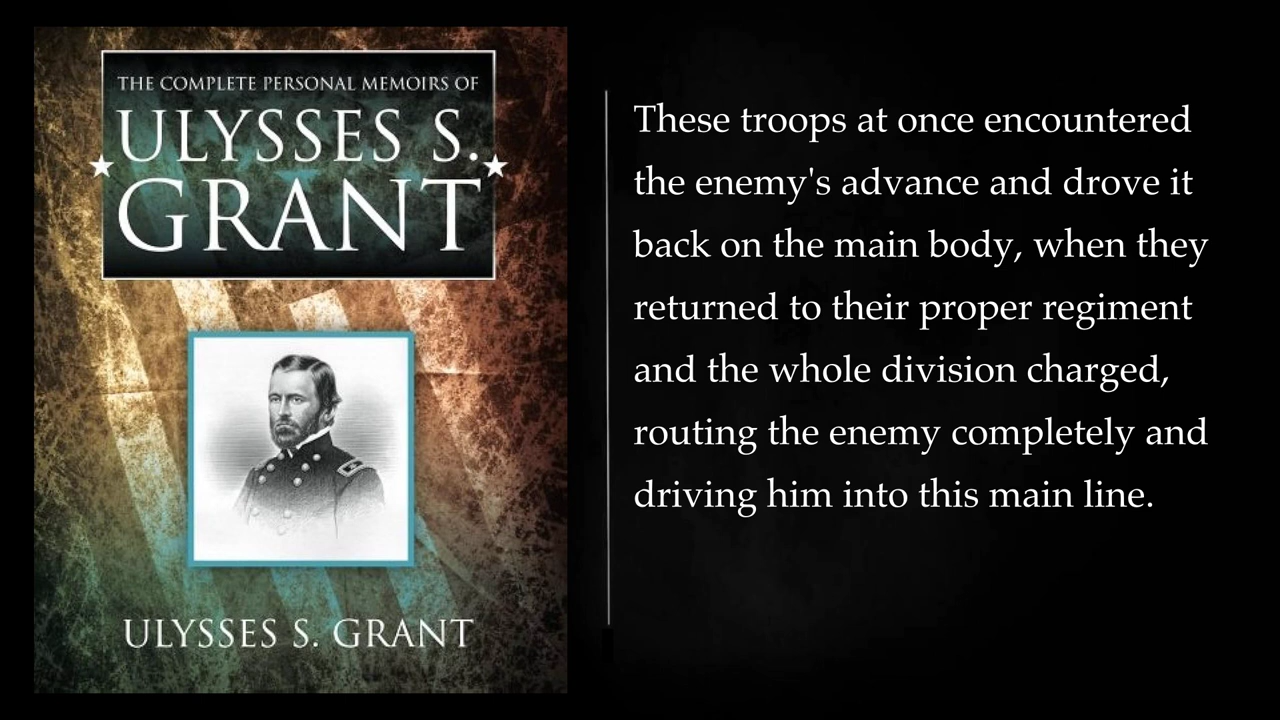 THE COMPLETE PERSONAL MEMOIRS OF
ULYSSES S.
GRANT
ULYSSES S. GRANT
These troops at once encountered
the enemy's advance and drove it
back on the main body, when they
returned to their proper regiment
and the whole division charged,
routing the enemy completely and
driving him into this main line.